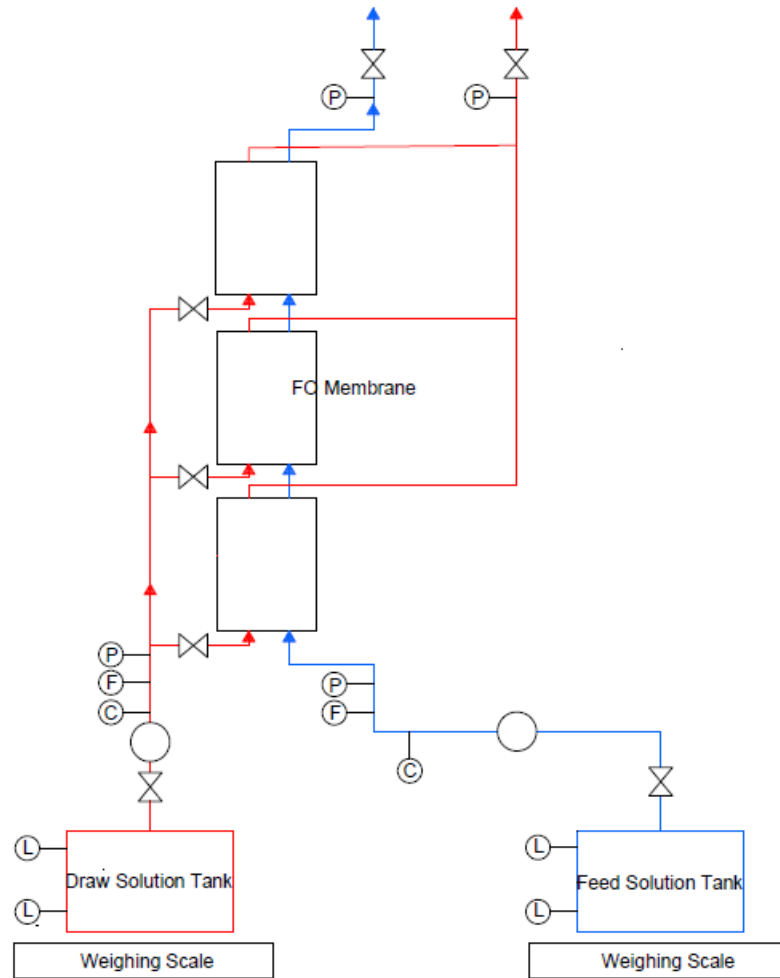 P
P
FO Membrane
P
F
C
P
F
C
L
Draw Solution Tank
L
L
Feed Solution Tank
L
Weighing Scale
Weighing Scale